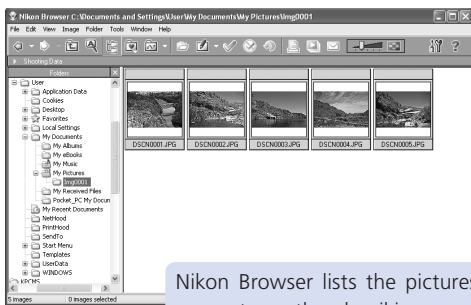 Nikon Browser C:\Documents and Settings\User\My Documents\My Pictures\Img0001
File Edit View Image Folder Tools Window Help
Shooting Data
Folders
User
Application Data
Cookies
Desktop
Favorites
Local Settings
My Documents
My Albums
My eBooks
My Music
My Pictures
Img0001
My Received Files
Pocket_PC My Docun
My Recent Documents
NetHood
PrintHood
SendTo
Start Menu
Templates
UserData
WINDOWS
KPCMS
DSCN0001.JPG DSCN0002.JPG DSCN0003.JPG DSCN0004.JPG DSCN0005.JPG
5 images 0 images selected
Nikon Browser lists the pictures